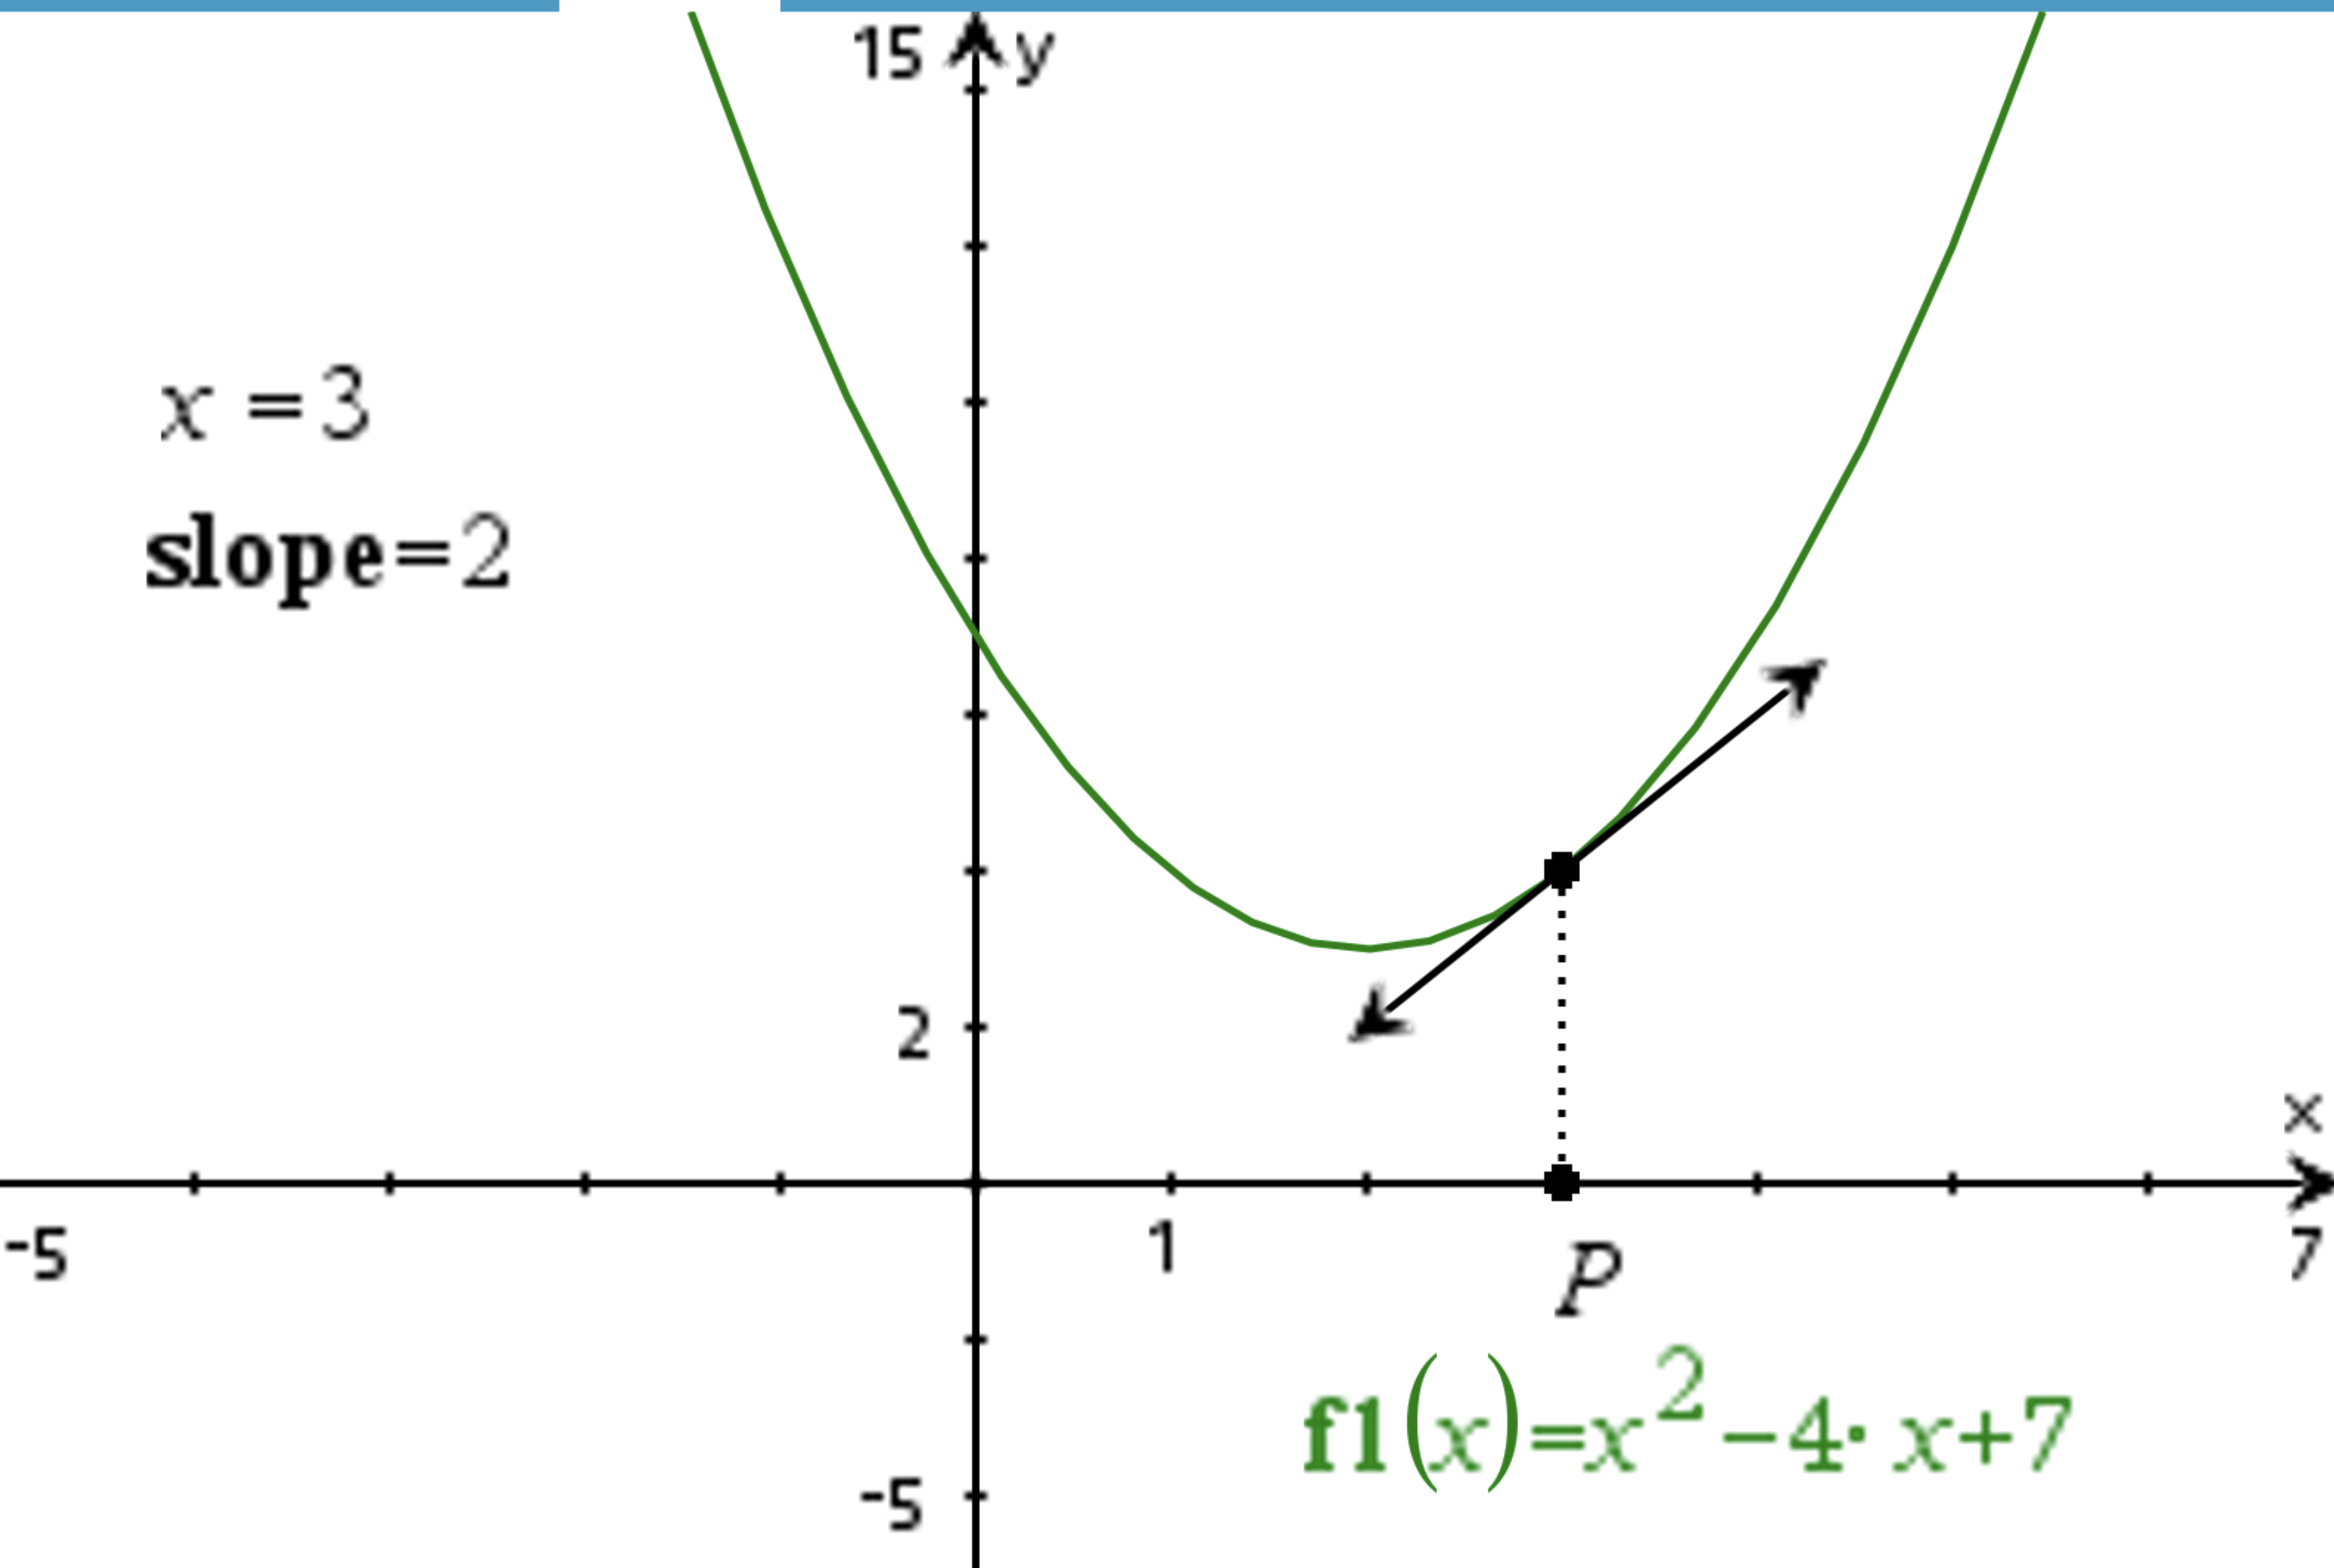 15 y
x =3
slope=2
2
x
-5 1 7
P
f1(x)=x²−4· x+7
-5